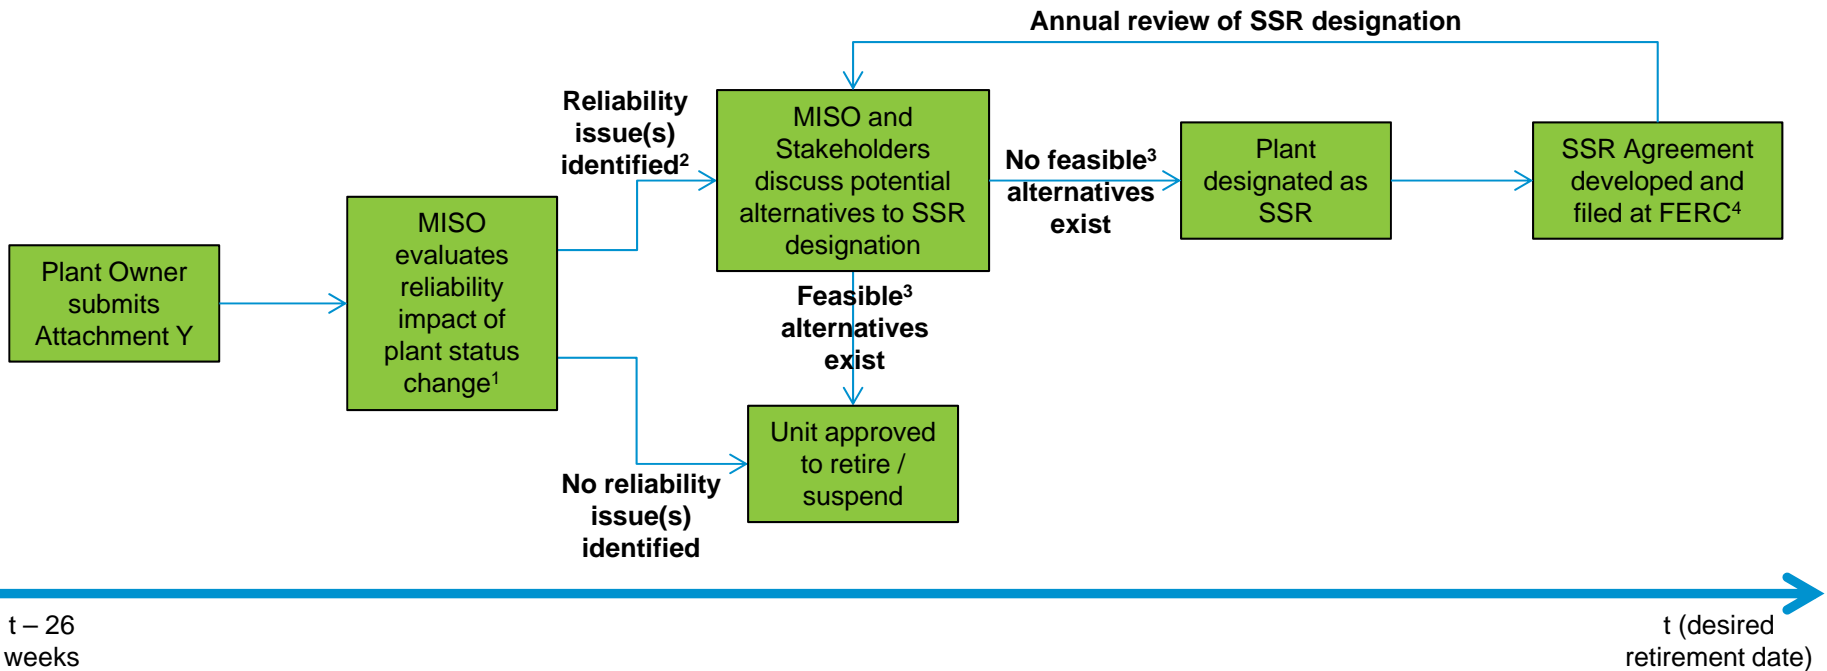 Annual review of SSR designation
Reliability
issue(s)
identified²
MISO and
Stakeholders
discuss potential
alternatives to SSR
designation
No feasible³
alternatives
exist
Plant
designated as
SSR
SSR Agreement
developed and
filed at FERC⁴
Plant Owner
submits
Attachment Y
MISO
evaluates
reliability
impact of
plant status
change¹
Feasible³
alternatives
exist
Unit approved
to retire /
suspend
No reliability
issue(s)
identified
t – 26
weeks
t (desired
retirement date)